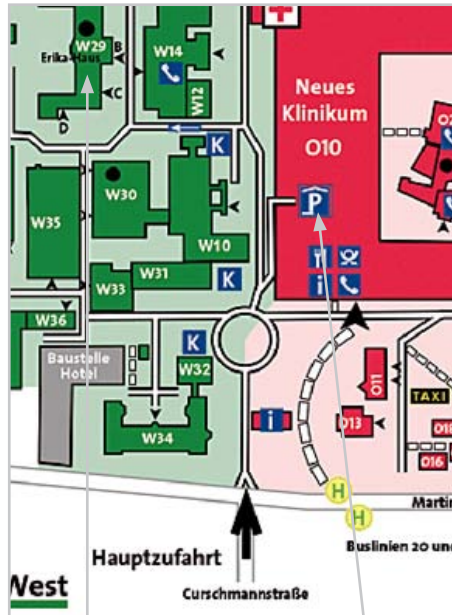 W29
B
Erika-Haus
C
D
W14
W12
Neues
Klinikum
O10
K
P
W30
W35
W10
W31
W33
K
i
W36
K
Baustelle
Hotel
W32
W34
i
O11
TAXI
O13
O18
O16
H
H
Martin
Buslinien 20 und
Hauptzufahrt
West
Curschmannstraße